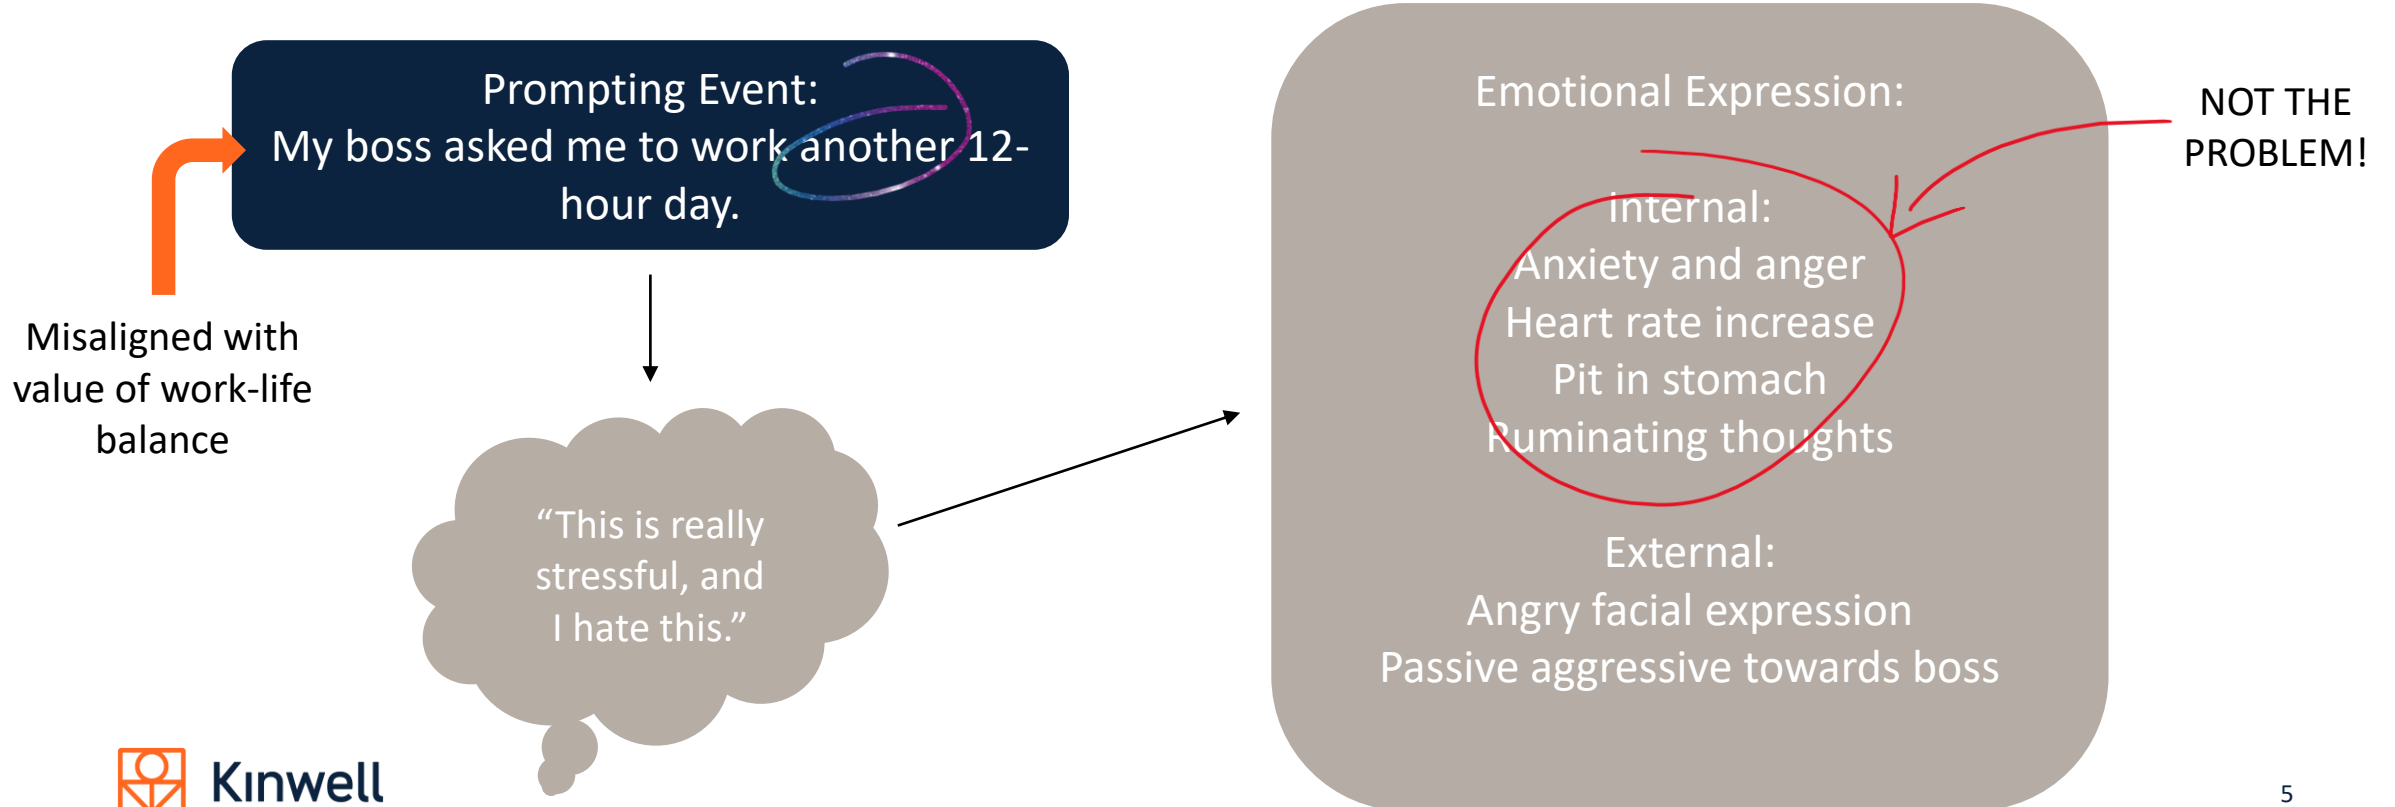 Prompting Event:
My boss asked me to work another 12-
hour day.
Misaligned with
value of work-life
balance
“This is really
stressful, and
I hate this.”
Emotional Expression:
Internal:
Anxiety and anger
Heart rate increase
Pit in stomach
Ruminating thoughts
External:
Angry facial expression
Passive aggressive towards boss
NOT THE
PROBLEM!
Kinwell
5